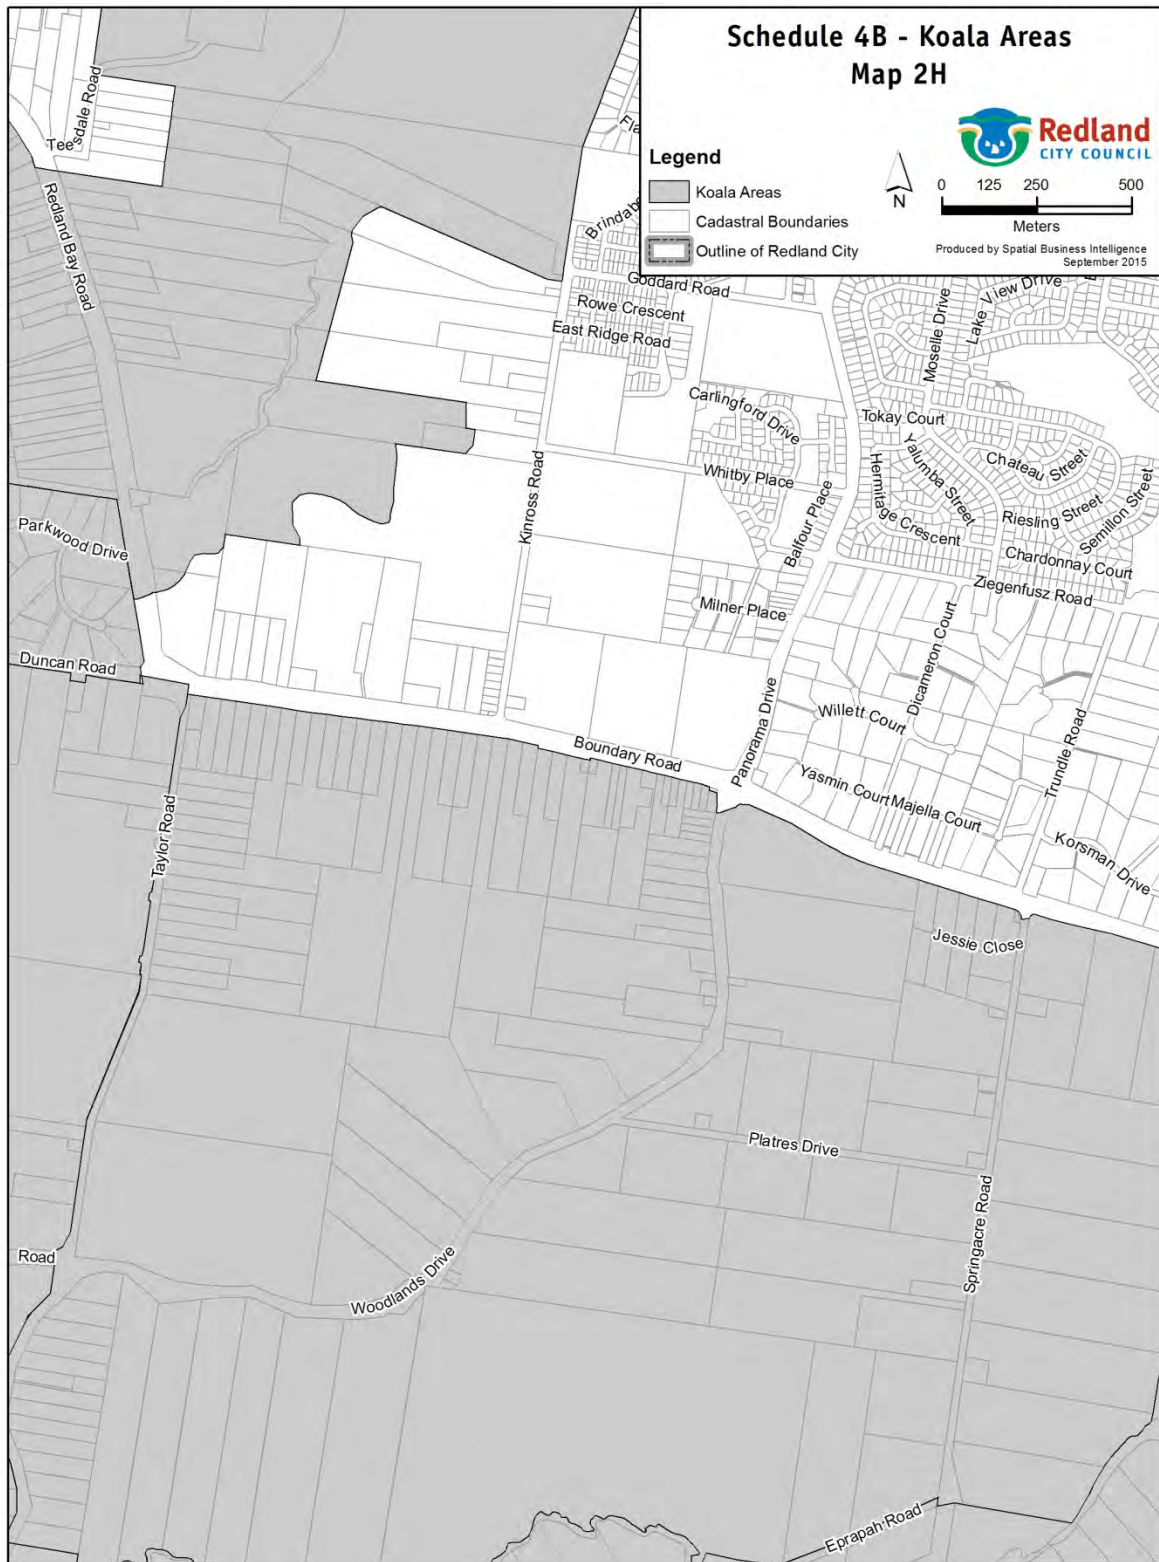 Schedule 4B - Koala Areas
Map 2H
Redland
CITY COUNCIL
Legend
Koala Areas
Cadastral Boundaries
Outline of Redland City
N
0 125 250 500
Meters
Produced by Spatial Business Intelligence
September 2015
Teesdale Road
Redland Bay Road
Goddard Road
Rowe Crescent
East Ridge Road
Lake View Drive
Moselle Drive
Carlingford Drive
Tokay Court
Yalumba Street
Chateau Street
Whitby Place
Hermitage Crescent
Riesling Street
Semillon Street
Kinross Road
Balfour Place
Chardonnay Court
Ziegenfusz Road
Parkwood Drive
Milner Place
Dicameron Court
Duncan Road
Willett Court
Trundle Road
Panorama Drive
Boundary Road
Yasmin Court
Majella Court
Korsman Drive
Taylor Road
Jessie Close
Platres Drive
Springacre Road
Road
Woodlands Drive
Eprapah Road